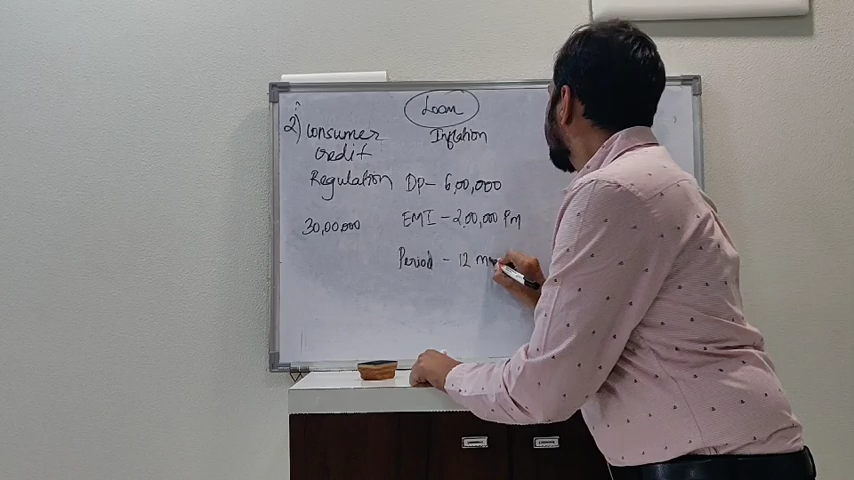 Loan
2) Consumer
credit
Regulation
30,00,000
Inflation
DP- 6,00,000
EMI - 2,00,000 Pm
Period - 12 m